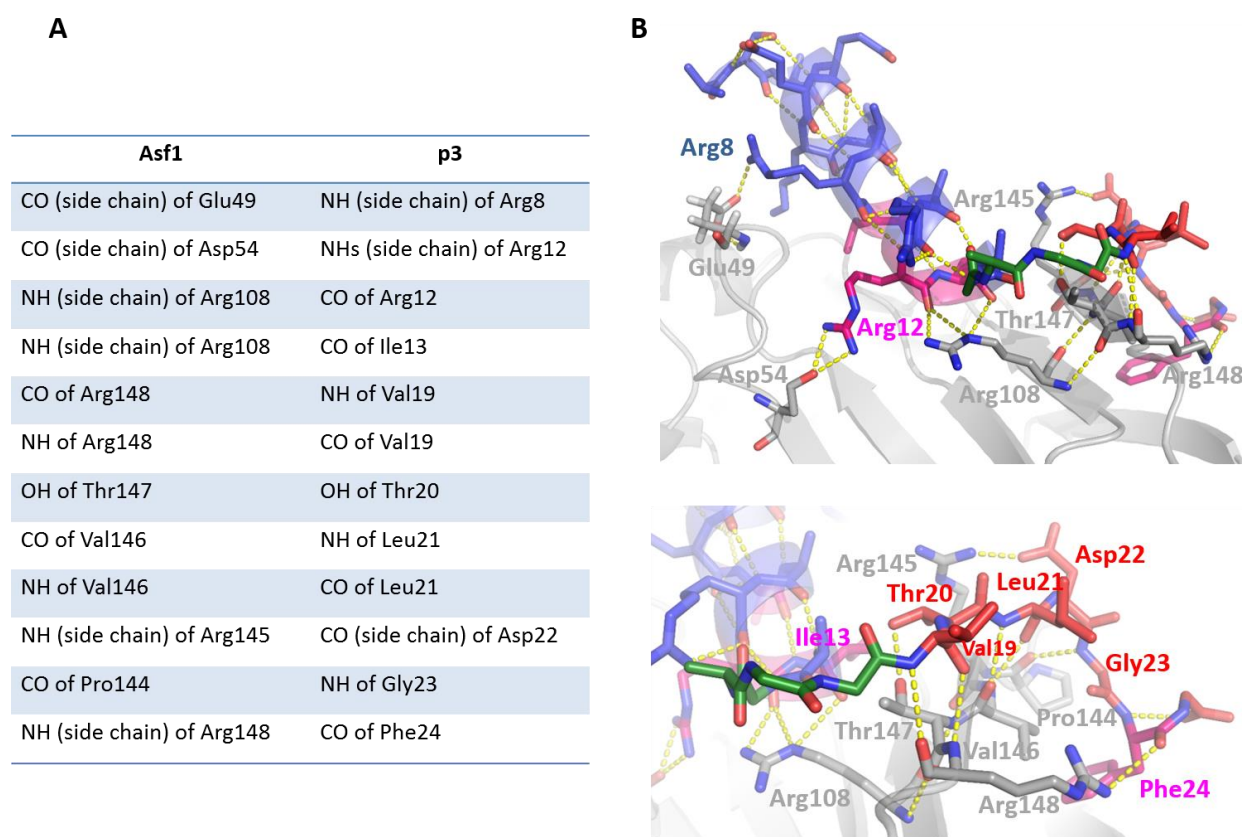 A
B
Asf1 p3
CO (side chain) of Glu49 NH (side chain) of Arg8
CO (side chain) of Asp54 NHs (side chain) of Arg12
NH (side chain) of Arg108 CO of Arg12
NH (side chain) of Arg108 CO of Ile13
CO of Arg148 NH of Val19
NH of Arg148 CO of Val19
OH of Thr147 OH of Thr20
CO of Val146 NH of Leu21
NH of Val146 CO of Leu21
NH (side chain) of Arg145 CO (side chain) of Asp22
CO of Pro144 NH of Gly23
NH (side chain) of Arg148 CO of Phe24
Arg8
Arg145
Glu49
Thr147
Arg12
Asp54
Arg108
Arg148
Arg145
Asp22
Leu21
Thr20
Ile13
Val19
Gly23
Thr147
Pro144
Val146
Arg108
Arg148
Phe24